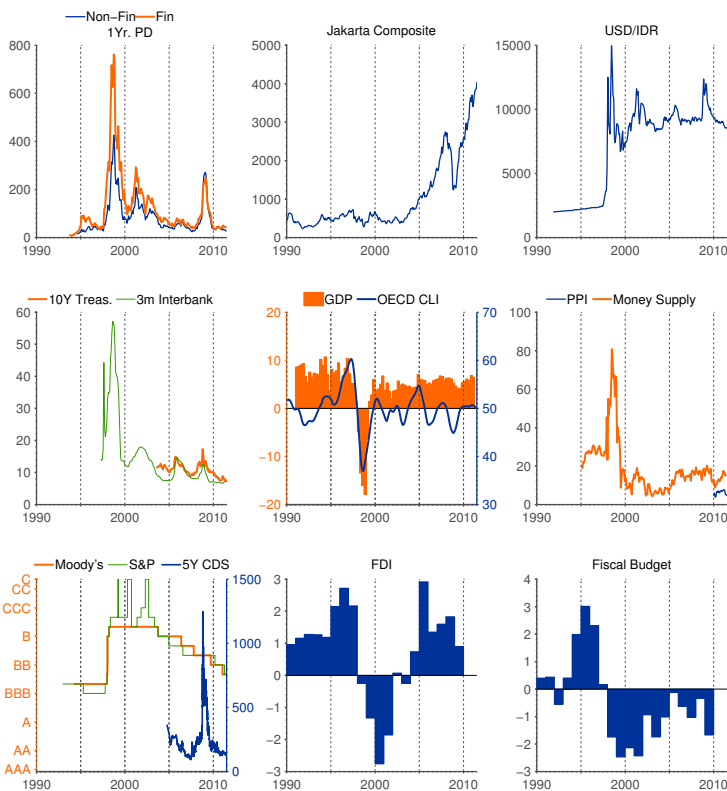 Non−Fin Fin
1Yr. PD
800
600
400
200
0
1990 2000 2010
Jakarta Composite
5000
4000
3000
2000
1000
0
1990 2000 2010
USD/IDR
15000
10000
5000
0
1990 2000 2010
10Y Treas. 3m Interbank
60
50
40
30
20
10
0
1990 2000 2010
GDP OECD CLI
20 70
10 60
0 50
−10 40
−20 30
1990 2000 2010
PPI Money Supply
100
80
60
40
20
0
1990 2000 2010
Moody's S&P 5Y CDS
C 1500
CC
CCC
B 1000
BB
BBB 500
A
AA
AAA 0
1990 2000 2010
FDI
3
2
1
0
−1
−2
−3
1990 2000 2010
Fiscal Budget
4
3
2
1
0
−1
−2
−3
1990 2000 2010